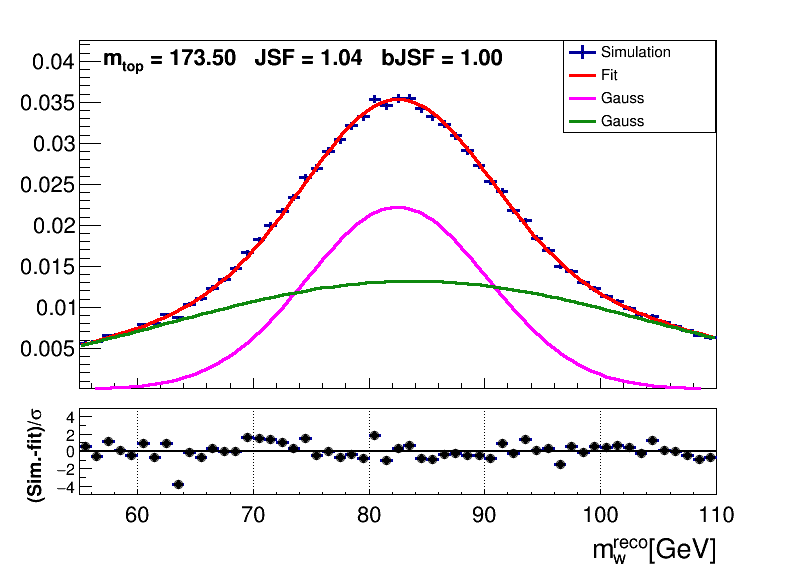 m_top = 173.50 JSF = 1.04 bJSF = 1.00
Simulation
Fit
Gauss
Gauss
0.04
0.035
0.03
0.025
0.02
0.015
0.01
0.005
(Sim.-fit)/σ
4
2
0
−2
−4
60 70 80 90 100 110
m_w^reco[GeV]